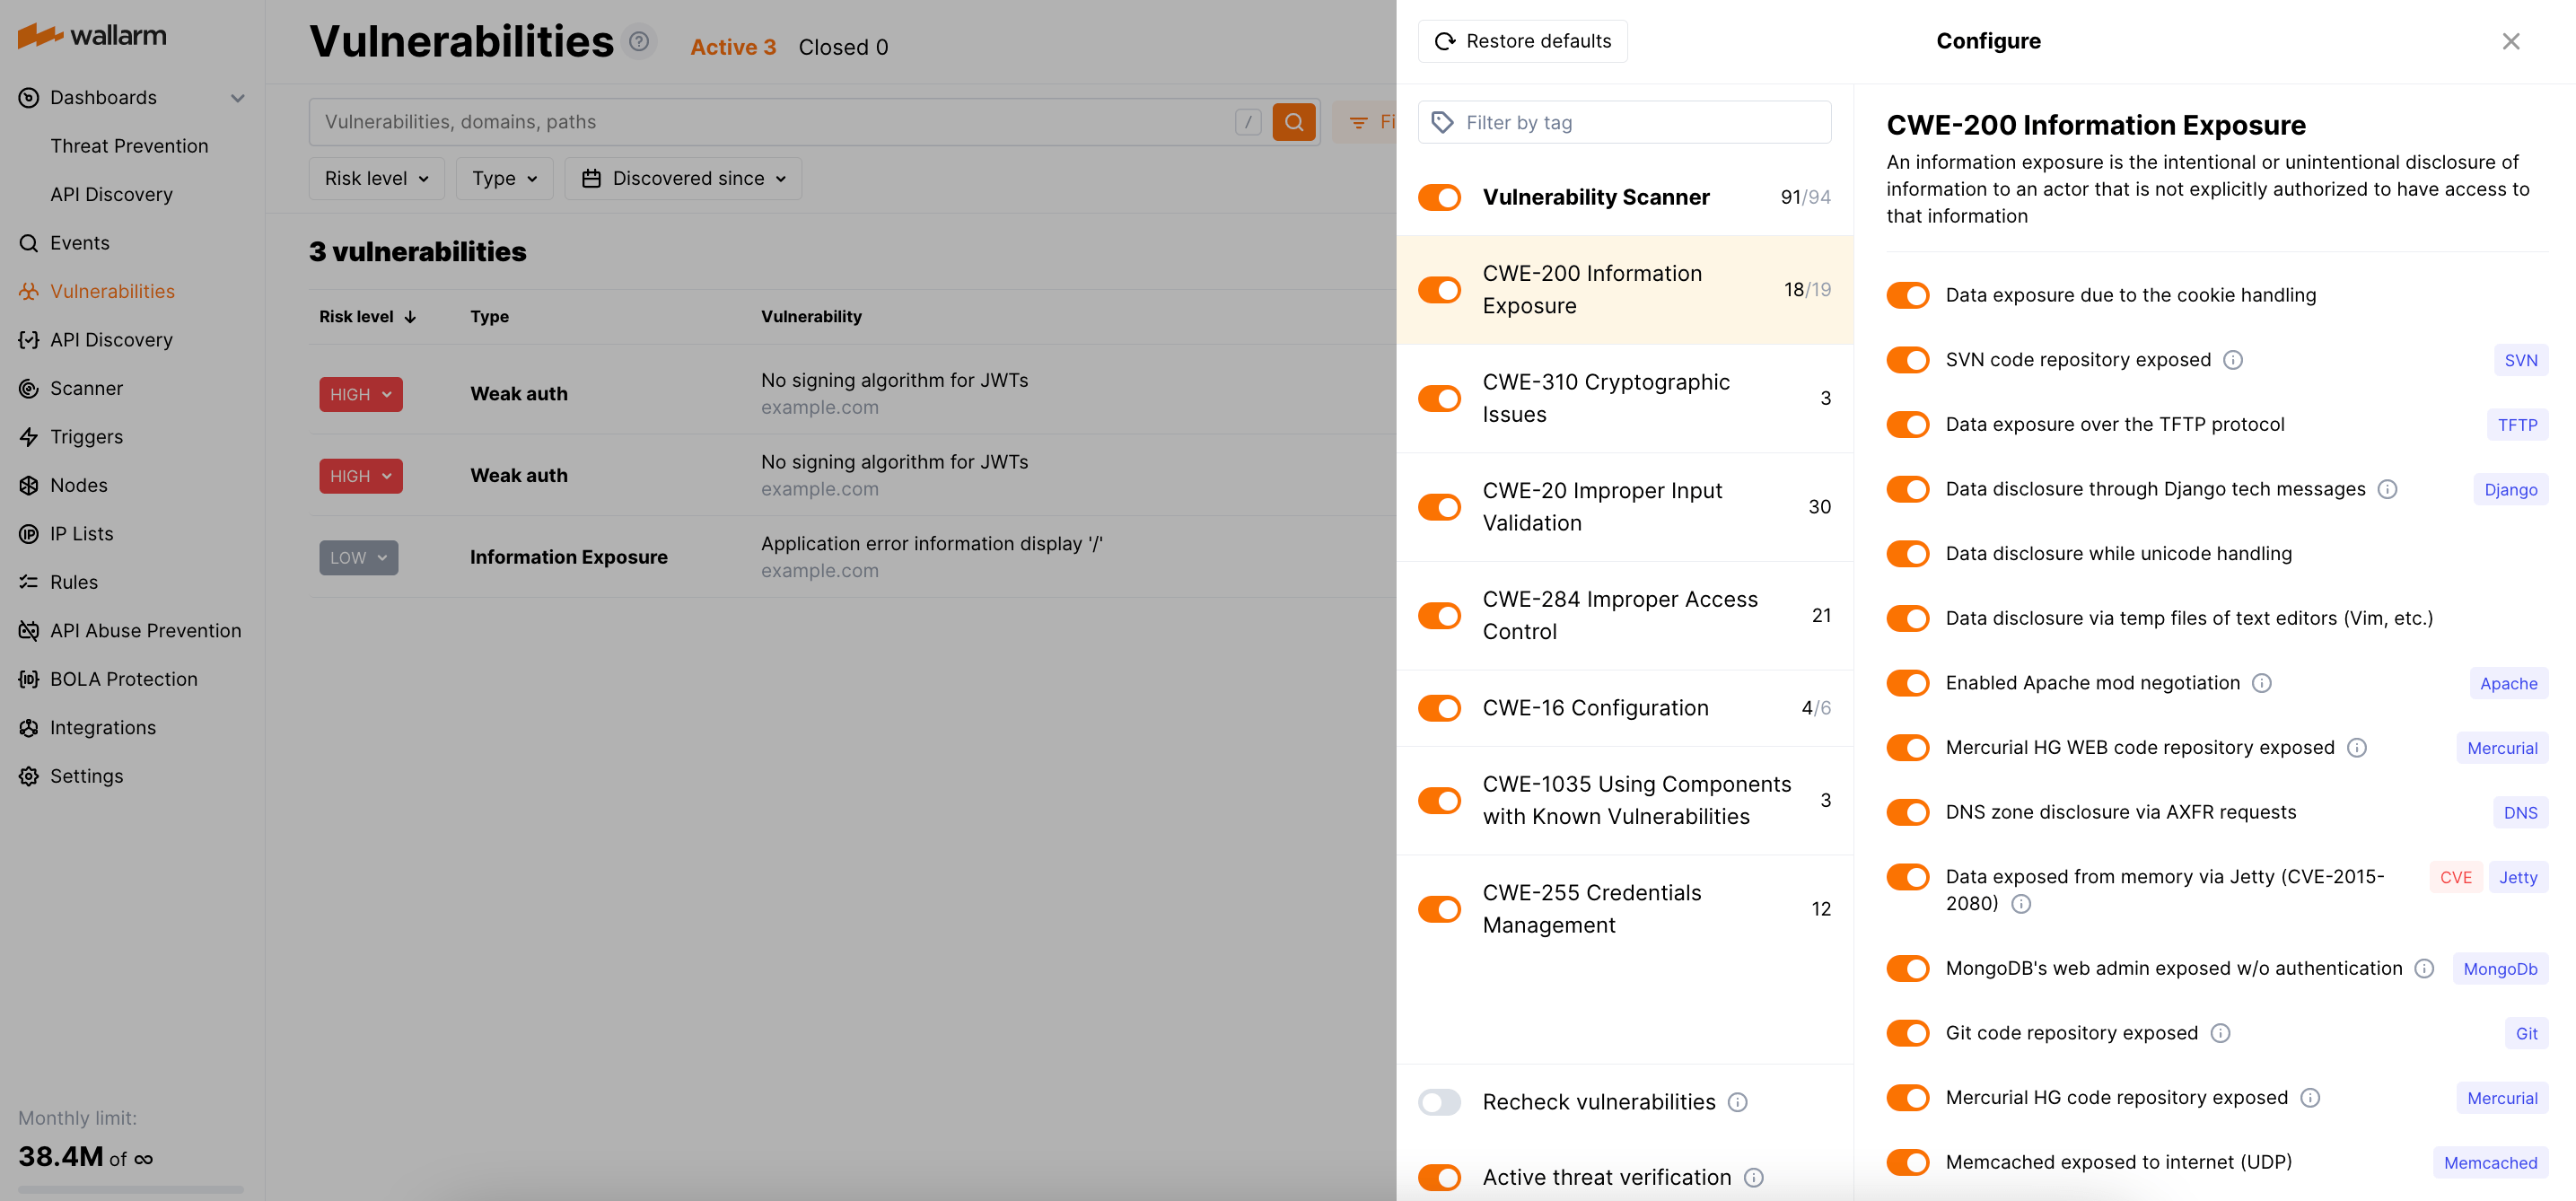 wallarm
Dashboards
Threat Prevention
API Discovery
Events
Vulnerabilities
API Discovery
Scanner
Triggers
Nodes
IP Lists
Rules
API Abuse Prevention
BOLA Protection
Integrations
Settings
Monthly limit:
38.4M of ∞
Vulnerabilities ? Active 3 Closed 0
Vulnerabilities, domains, paths /
Risk level Type Discovered since
3 vulnerabilities
Risk level ↓ Type Vulnerability
HIGH Weak auth No signing algorithm for JWTs
example.com
HIGH Weak auth No signing algorithm for JWTs
example.com
LOW Information Exposure Application error information display '/'
example.com
Restore defaults
Configure
Filter by tag
Vulnerability Scanner 91/94
CWE-200 Information
Exposure
18/19
CWE-310 Cryptographic
Issues
3
CWE-20 Improper Input
Validation
30
CWE-284 Improper Access
Control
21
CWE-16 Configuration 4/6
CWE-1035 Using Components
with Known Vulnerabilities
3
CWE-255 Credentials
Management
12
Recheck vulnerabilities
Active threat verification
CWE-200 Information Exposure
An information exposure is the intentional or unintentional disclosure of
information to an actor that is not explicitly authorized to have access to
that information
Data exposure due to the cookie handling
SVN code repository exposed SVN
Data exposure over the TFTP protocol TFTP
Data disclosure through Django tech messages Django
Data disclosure while unicode handling
Data disclosure via temp files of text editors (Vim, etc.)
Enabled Apache mod negotiation Apache
Mercurial HG WEB code repository exposed Mercurial
DNS zone disclosure via AXFR requests DNS
Data exposed from memory via Jetty (CVE-2015- CVE Jetty
2080)
MongoDB's web admin exposed w/o authentication MongoDb
Git code repository exposed Git
Mercurial HG code repository exposed Mercurial
Memcached exposed to internet (UDP) Memcached